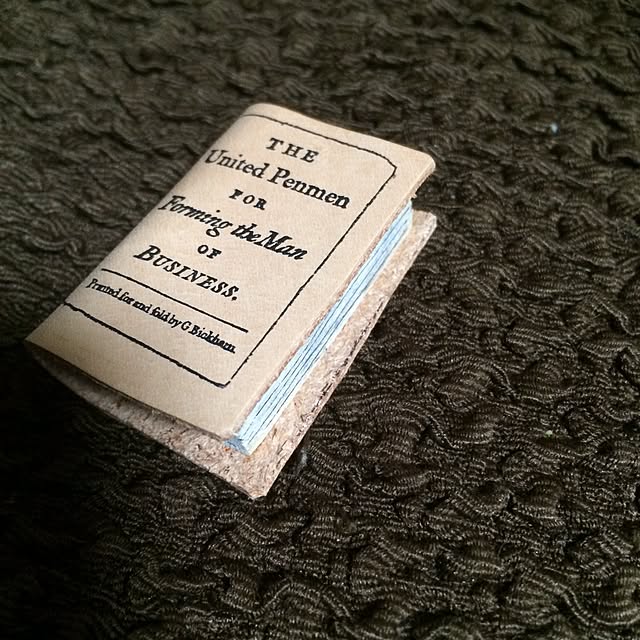 THE
United Penmen
FOR
Forming the Man
OF
BUSINESS.
Printed for and sold by G. Bickham.